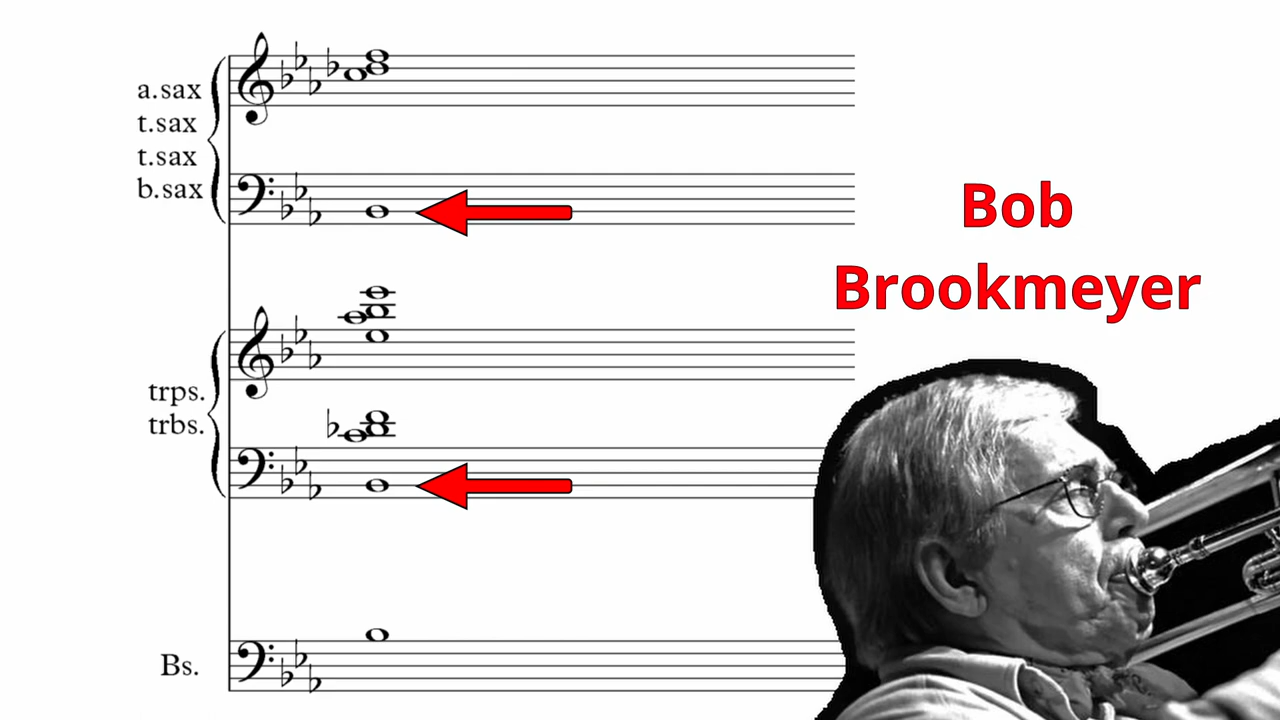 a.sax
t.sax
t.sax
b.sax
Bob
Brookmeyer
trps.
trbs.
Bs.